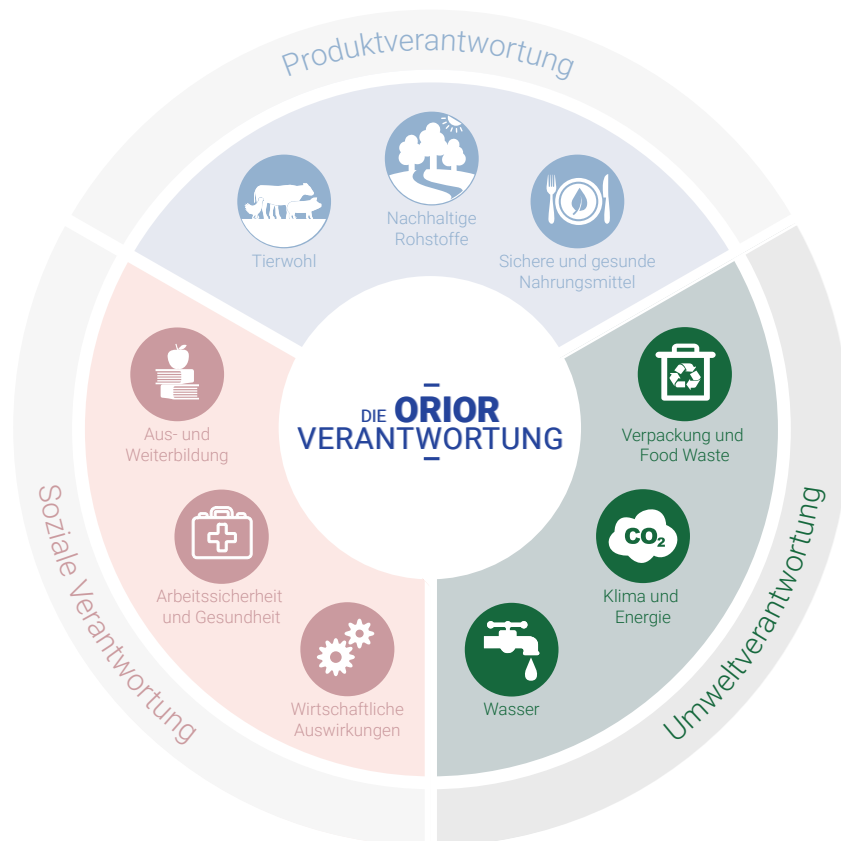 Produktverantwortung
Tierwohl
Nachhaltige
Rohstoffe
Sichere und gesunde
Nahrungsmittel
DIE ORIOR
VERANTWORTUNG
Aus- und
Weiterbildung
Arbeitssicherheit
und Gesundheit
Wirtschaftliche
Auswirkungen
Soziale Verantwortung
Verpackung und
Food Waste
CO₂
Klima und
Energie
Wasser
Umweltverantwortung